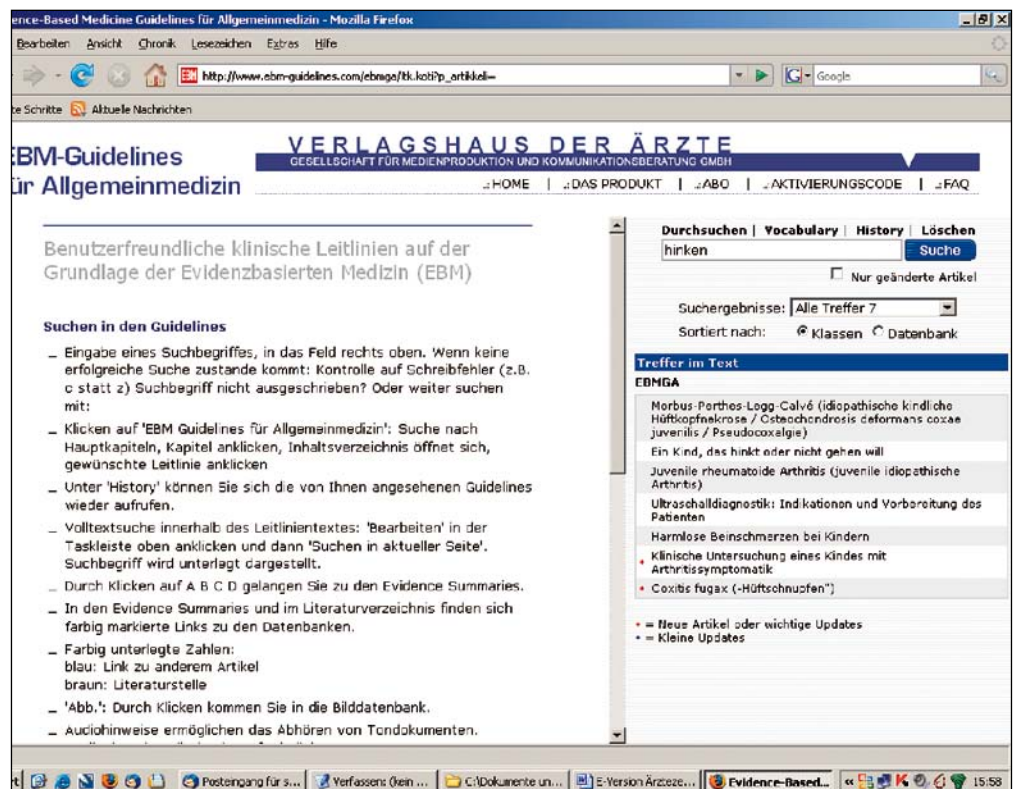 ence-Based Medicine Guidelines für Allgemeinmedizin - Mozilla Firefox
Bearbeiten Ansicht Chronik Lesezeichen Extras Hilfe
http://www.ebm-guidelines.com/ebmga/ltk.koti?p_artikkeli=
Google
te Schritte Aktuelle Nachrichten
EBM-Guidelines
ür Allgemeinmedizin
VERLAGSHAUS DER ÄRZTE
GESELLSCHAFT FÜR MEDIENPRODUKTION UND KOMMUNIKATIONSBERATUNG GMBH
.:HOME | .:DAS PRODUKT | .:ABO | .:AKTIVIERUNGSCODE | .:FAQ
Benutzerfreundliche klinische Leitlinien auf der
Grundlage der Evidenzbasierten Medizin (EBM)
Suchen in den Guidelines
_ Eingabe eines Suchbegriffes, in das Feld rechts oben. Wenn keine
erfolgreiche Suche zustande kommt: Kontrolle auf Schreibfehler (z.B.
c statt z) Suchbegriff nicht ausgeschrieben? Oder weiter suchen
mit:
_ Klicken auf 'EBM Guidelines für Allgemeinmedizin': Suche nach
Hauptkapiteln, Kapitel anklicken, Inhaltsverzeichnis öffnet sich,
gewünschte Leitlinie anklicken
_ Unter 'History' können Sie sich die von Ihnen angesehenen Guidelines
wieder aufrufen.
_ Volltextsuche innerhalb des Leitlinientextes: 'Bearbeiten' in der
Taskleiste oben anklicken und dann 'Suchen in aktueller Seite'.
Suchbegriff wird unterlegt dargestellt.
_ Durch Klicken auf A B C D gelangen Sie zu den Evidence Summaries.
_ In den Evidence Summaries und im Literaturverzeichnis finden sich
farbig markierte Links zu den Datenbanken.
_ Farbig unterlegte Zahlen:
blau: Link zu anderem Artikel
braun: Literaturstelle
_ 'Abb.': Durch Klicken kommen Sie in die Bilddatenbank.
_ Audiohinweise ermöglichen das Abhören von Tondokumenten.
Durchsuchen | Vocabulary | History | Löschen
hinken Suche
Nur geänderte Artikel
Suchergebnisse: Alle Treffer 7
Sortiert nach: Klassen Datenbank
Treffer im Text
EBMGA
Morbus-Perthes-Legg-Calvé (idiopathische kindliche
Hüftkopfnekrose / Osteochondrosis deformans coxae
juvenilis / Pseudocoxalgie)
Ein Kind, das hinkt oder nicht gehen will
Juvenile rheumatoide Arthritis (juvenile idiopathische
Arthritis)
Ultraschalldiagnostik: Indikationen und Vorbereitung des
Patienten
Harmlose Beinschmerzen bei Kindern
• Klinische Untersuchung eines Kindes mit
Arthritissymptomatik
• Coxitis fugax („Hüftschnupfen")
• = Neue Artikel oder wichtige Updates
• = Kleine Updates
rt Posteingang für s... Verfassen: (kein ... C:\Dokumente un... E-Version Ärzteze... Evidence-Based... « 15:58